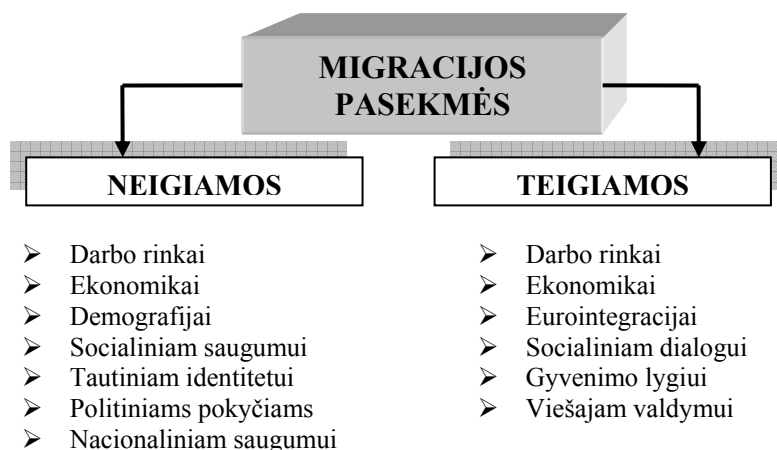 MIGRACIJOS
PASEKMĖS
NEIGIAMOS
➢ Darbo rinkai
➢ Ekonomikai
➢ Demografijai
➢ Socialiniam saugumui
➢ Tautiniam identitetui
➢ Politiniams pokyčiams
➢ Nacionaliniam saugumui
TEIGIAMOS
➢ Darbo rinkai
➢ Ekonomikai
➢ Eurointegracijai
➢ Socialiniam dialogui
➢ Gyvenimo lygiui
➢ Viešajam valdymui